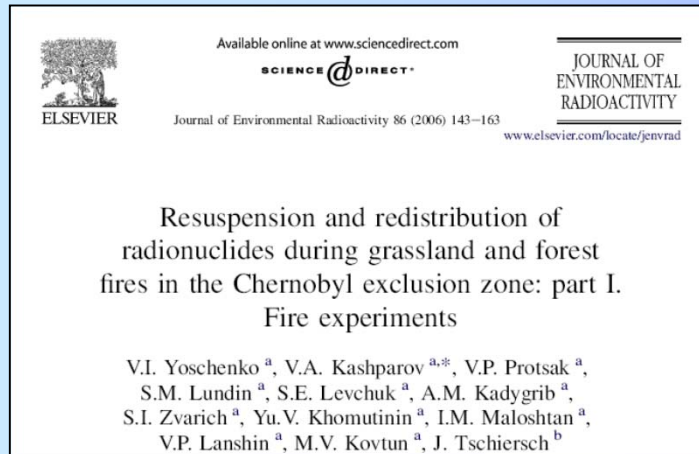 Available online at www.sciencedirect.com
SCIENCE DIRECT®
ELSEVIER
Journal of Environmental Radioactivity 86 (2006) 143–163
JOURNAL OF
ENVIRONMENTAL
RADIOACTIVITY
www.elsevier.com/locate/jenvrad
Resuspension and redistribution of
radionuclides during grassland and forest
fires in the Chernobyl exclusion zone: part I.
Fire experiments
V.I. Yoschenko a, V.A. Kashparov a,*, V.P. Protsak a,
S.M. Lundin a, S.E. Levchuk a, A.M. Kadygrib a,
S.I. Zvarich a, Yu.V. Khomutinin a, I.M. Maloshtan a,
V.P. Lanshin a, M.V. Kovtun a, J. Tschiersch b